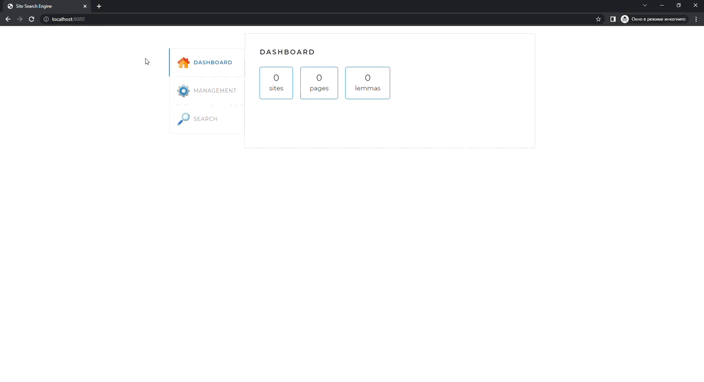 Site Search Engine
localhost:8080
Окно в режиме инкогнито
DASHBOARD
MANAGEMENT
SEARCH
DASHBOARD
0 0 0
sites pages lemmas